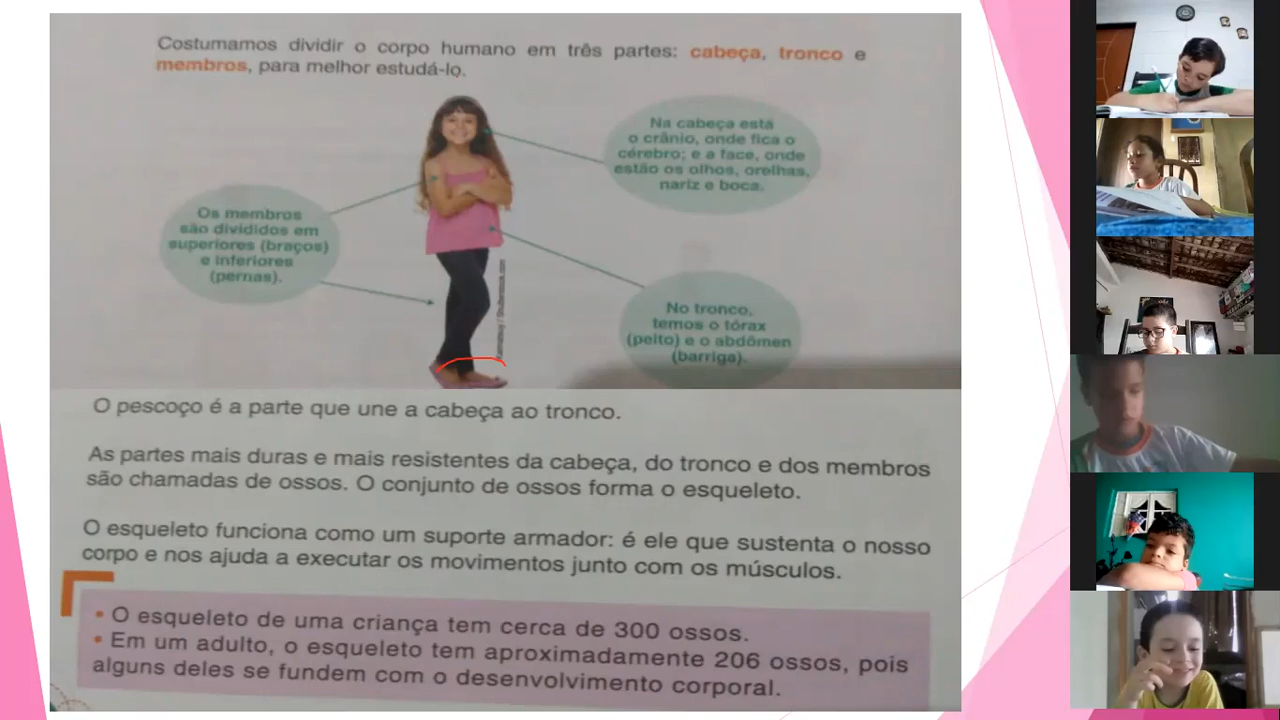 Costumamos dividir o corpo humano em três partes: cabeça, tronco e
membros, para melhor estudá-lo.
Na cabeça está
o crânio, onde fica o
cérebro; e a face, onde
estão os olhos, orelhas,
nariz e boca.
Os membros
são divididos em
superiores (braços)
e inferiores
(pernas).
No tronco,
temos o tórax
(peito) e o abdômen
(barriga).
O pescoço é a parte que une a cabeça ao tronco.
As partes mais duras e mais resistentes da cabeça, do tronco e dos membros
são chamadas de ossos. O conjunto de ossos forma o esqueleto.
O esqueleto funciona como um suporte armador: é ele que sustenta o nosso
corpo e nos ajuda a executar os movimentos junto com os músculos.
• O esqueleto de uma criança tem cerca de 300 ossos.
• Em um adulto, o esqueleto tem aproximadamente 206 ossos, pois
alguns deles se fundem com o desenvolvimento corporal.